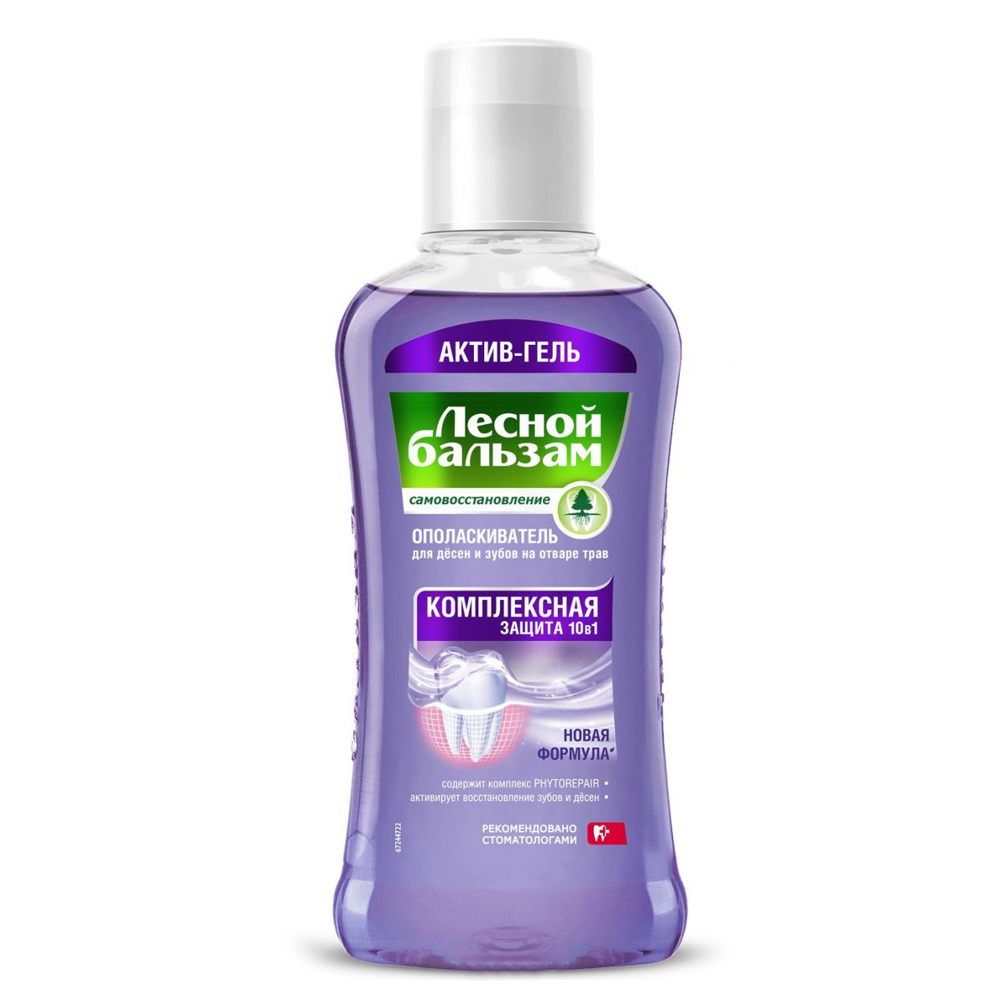 АКТИВ-ГЕЛЬ
Лесной
бальзам
самовосстановление
ОПОЛАСКИВАТЕЛЬ
для дёсен и зубов на отваре трав
КОМПЛЕКСНАЯ
ЗАЩИТА 10в1
НОВАЯ
ФОРМУЛА*
содержит комплекс PHYTOREPAIR •
активирует восстановление зубов и дёсен •
РЕКОМЕНДОВАНО
СТОМАТОЛОГАМИ
67244722